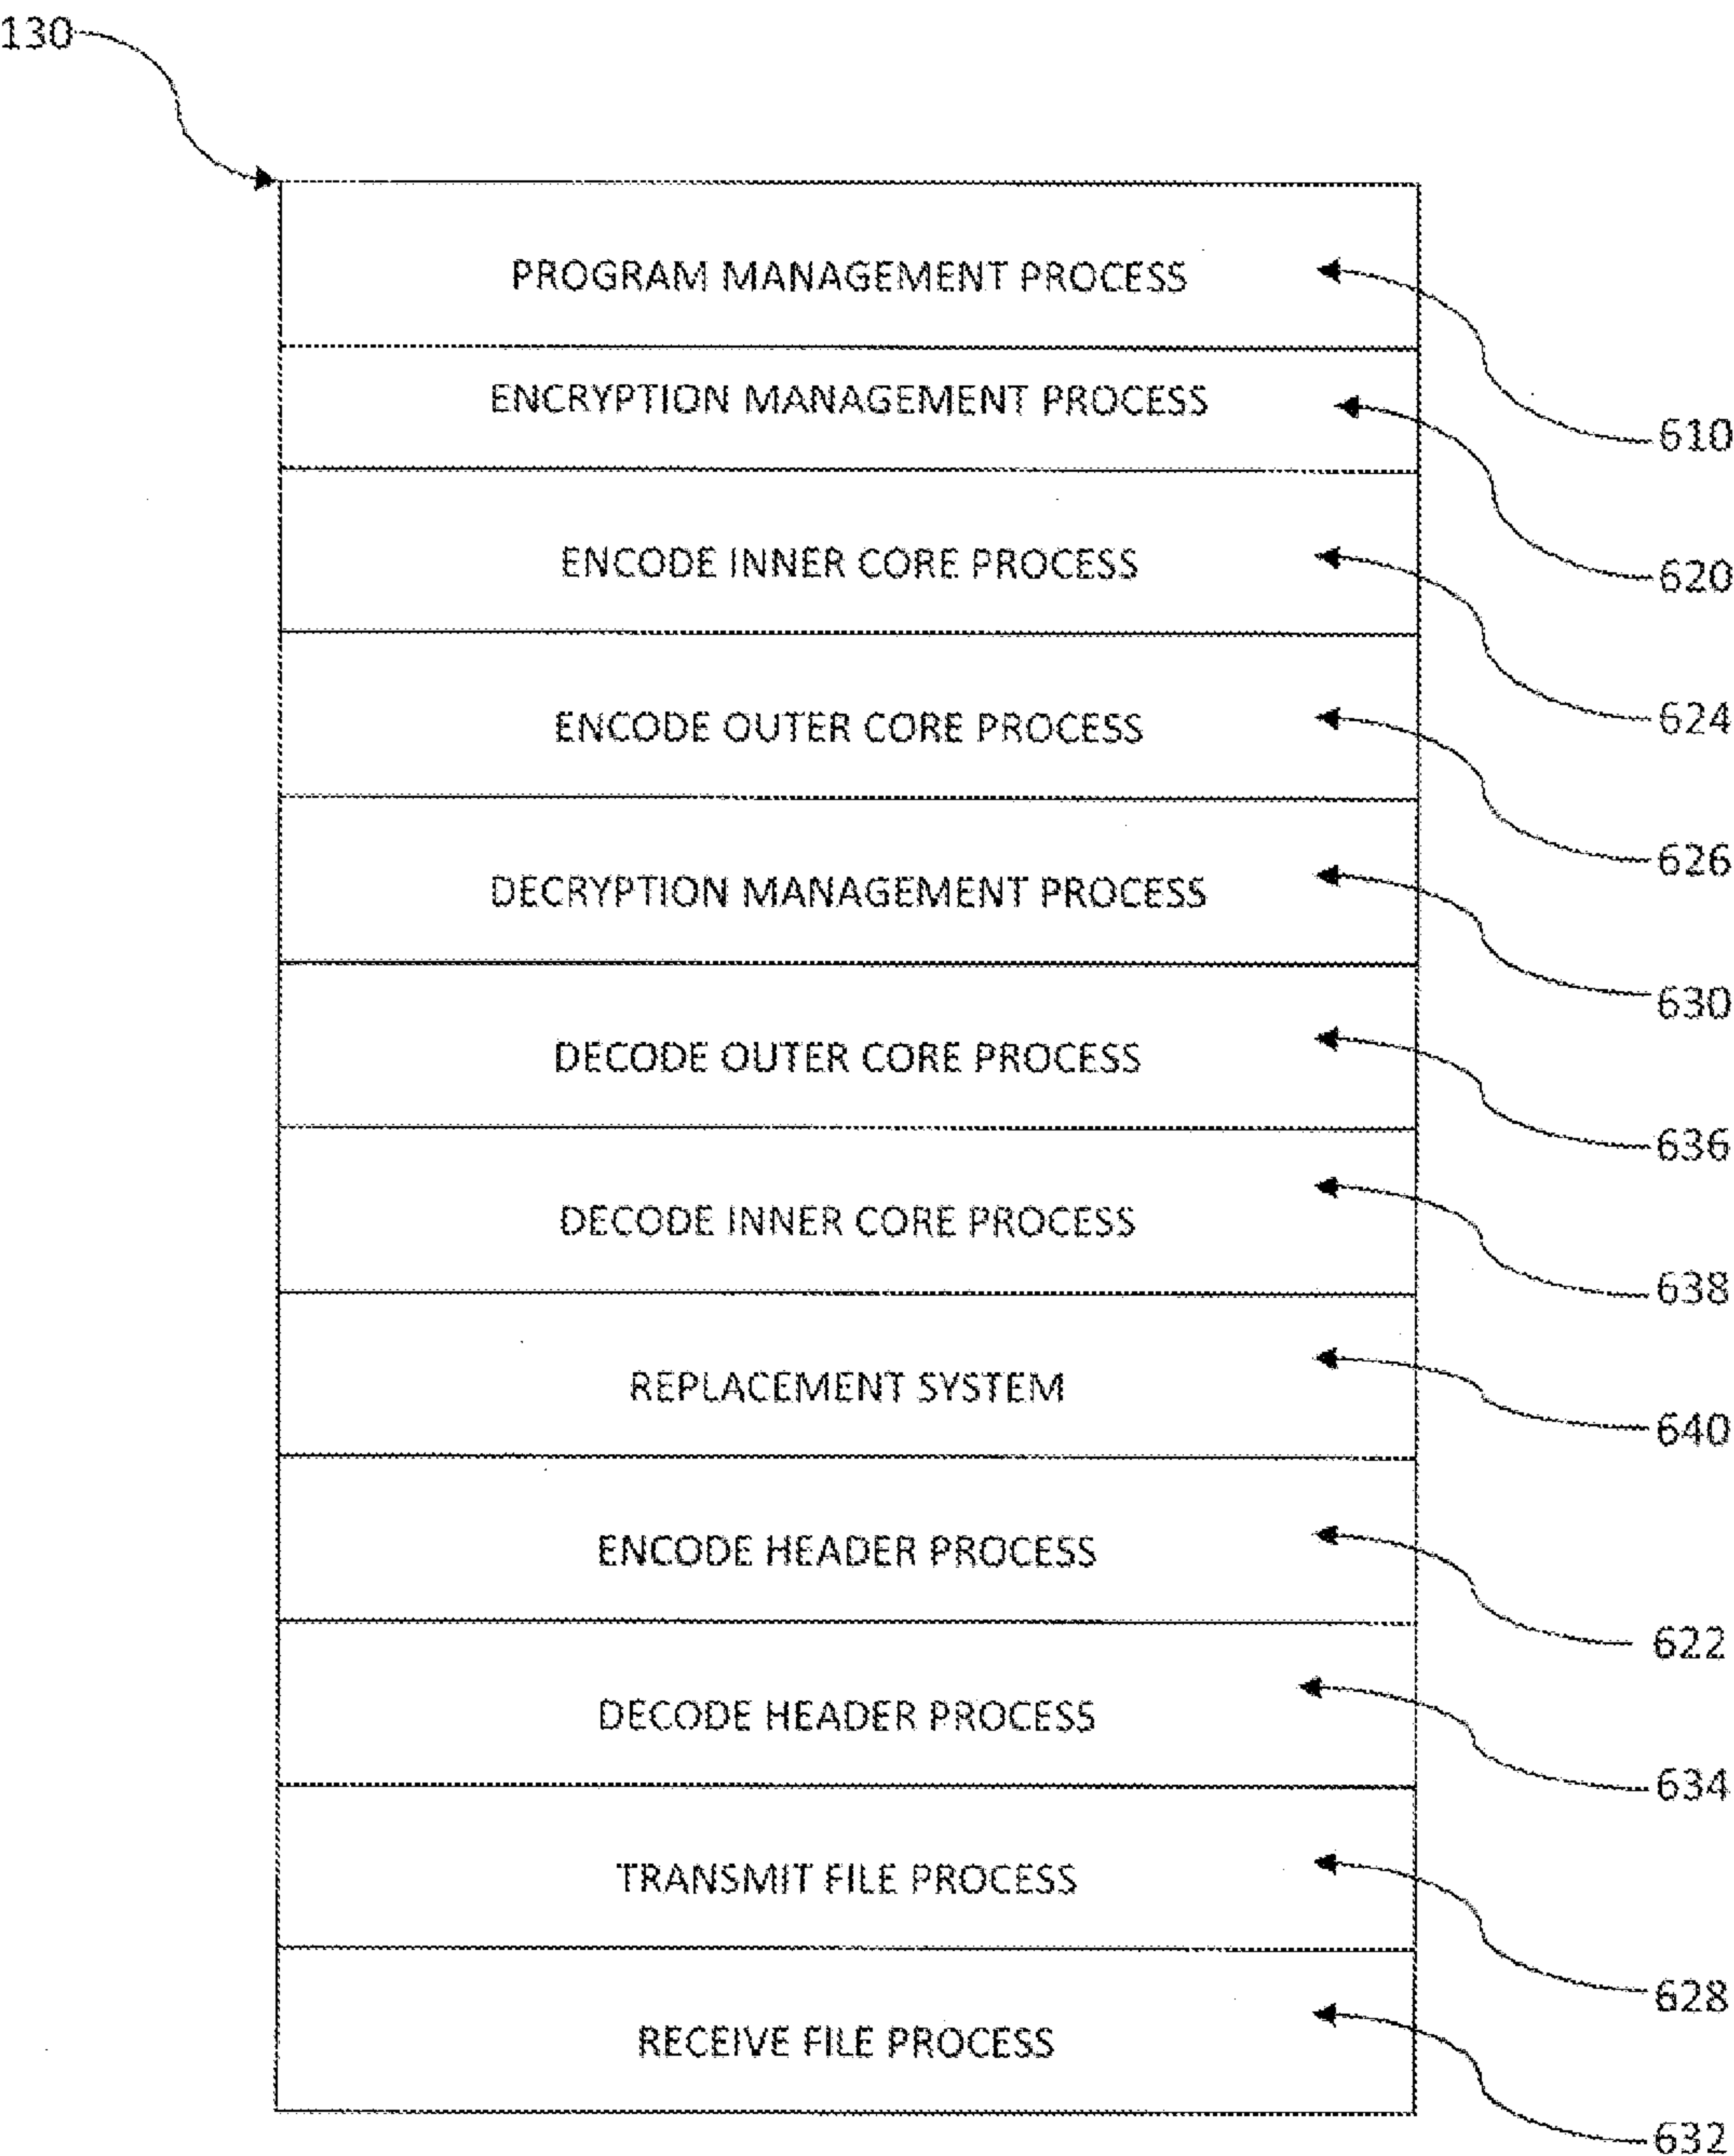 130
PROGRAM MANAGEMENT PROCESS
610
ENCRYPTION MANAGEMENT PROCESS
620
ENCODE INNER CORE PROCESS
624
ENCODE OUTER CORE PROCESS
626
DECRYPTION MANAGEMENT PROCESS
630
DECODE OUTER CORE PROCESS
636
DECODE INNER CORE PROCESS
638
REPLACEMENT SYSTEM
640
ENCODE HEADER PROCESS
622
DECODE HEADER PROCESS
634
TRANSMIT FILE PROCESS
628
RECEIVE FILE PROCESS
632